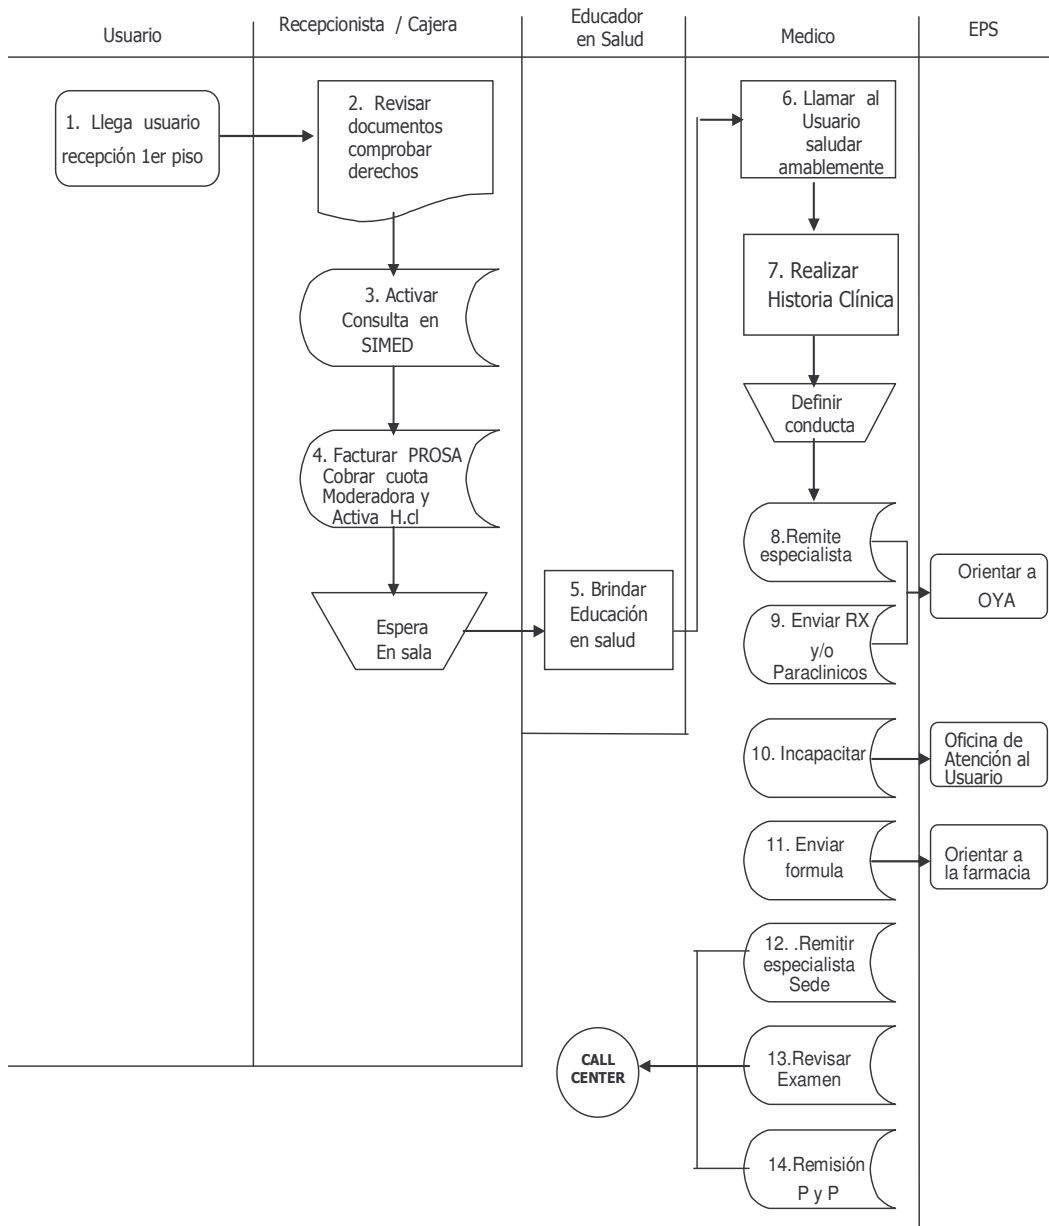 Usuario
Recepcionista / Cajera
Educador
en Salud
Medico
EPS
1. Llega usuario
recepción 1er piso
2. Revisar
documentos
comprobar
derechos
3. Activar
Consulta en
SIMED
4. Facturar PROSA
Cobrar cuota
Moderadora y
Activa H.cl
Espera
En sala
5. Brindar
Educación
en salud
6. Llamar al
Usuario
saludar
amablemente
7. Realizar
Historia Clínica
Definir
conducta
8.Remite
especialista
9. Enviar RX
y/o
Paraclinicos
Orientar a
OYA
10. Incapacitar
Oficina de
Atención al
Usuario
11. Enviar
formula
Orientar a
la farmacia
12. .Remitir
especialista
Sede
13.Revisar
Examen
CALL
CENTER
14.Remisión
P y P